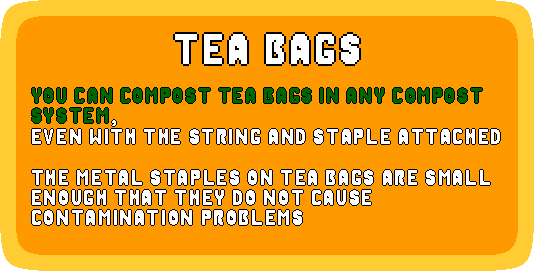 TEA BAGS
YOU CAN COMPOST TEA BAGS IN ANY COMPOST
SYSTEM,
EVEN WITH THE STRING AND STAPLE ATTACHED
THE METAL STAPLES ON TEA BAGS ARE SMALL
ENOUGH THAT THEY DO NOT CAUSE
CONTAMINATION PROBLEMS